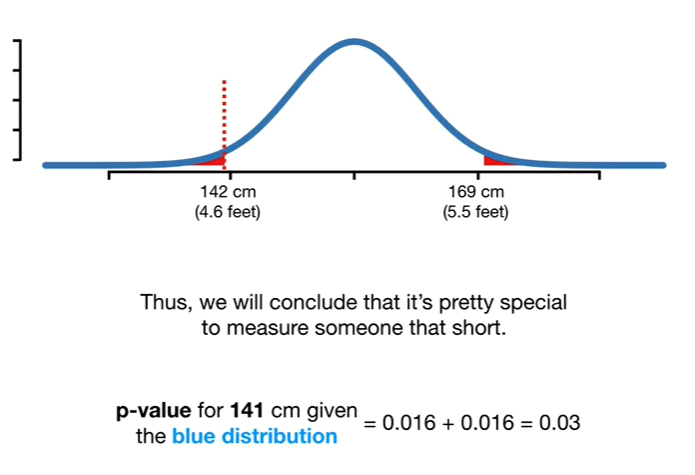 142 cm
(4.6 feet)
169 cm
(5.5 feet)
Thus, we will conclude that it’s pretty special
to measure someone that short.
p-value for 141 cm given
the blue distribution
= 0.016 + 0.016 = 0.03